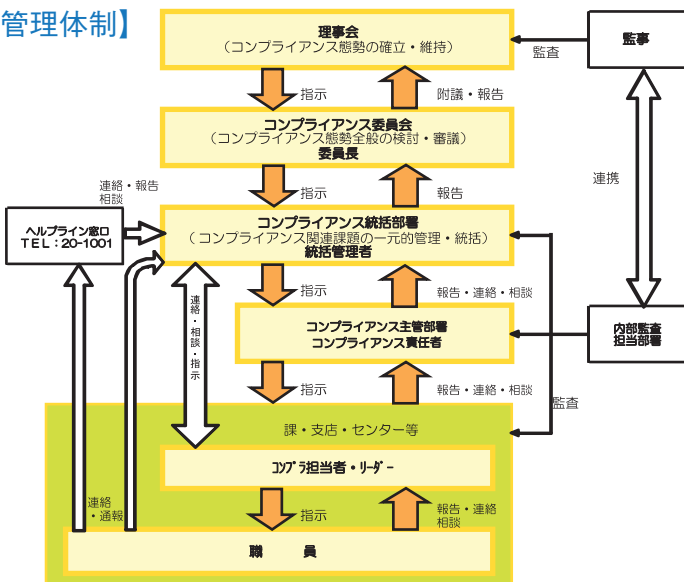 管理体制】
理事会
(コンプライアンス態勢の確立・維持)
監事
監査
指示
附議・報告
コンプライアンス委員会
(コンプライアンス態勢全般の検討・審議)
委員長
連携
指示
報告
連絡・報告
相談
ヘルプライン窓口
TEL:20-1001
コンプライアンス統括部署
(コンプライアンス関連課題の一元的管理・統括)
統括管理者
連絡・相談・指示
指示
報告・連絡・相談
コンプライアンス主管部署
コンプライアンス責任者
内部監査
担当部署
指示
報告・連絡・相談
監査
課・支店・センター等
コンプラ担当者・リーダー
連絡
・通報
指示
報告・連絡
相談
職 員